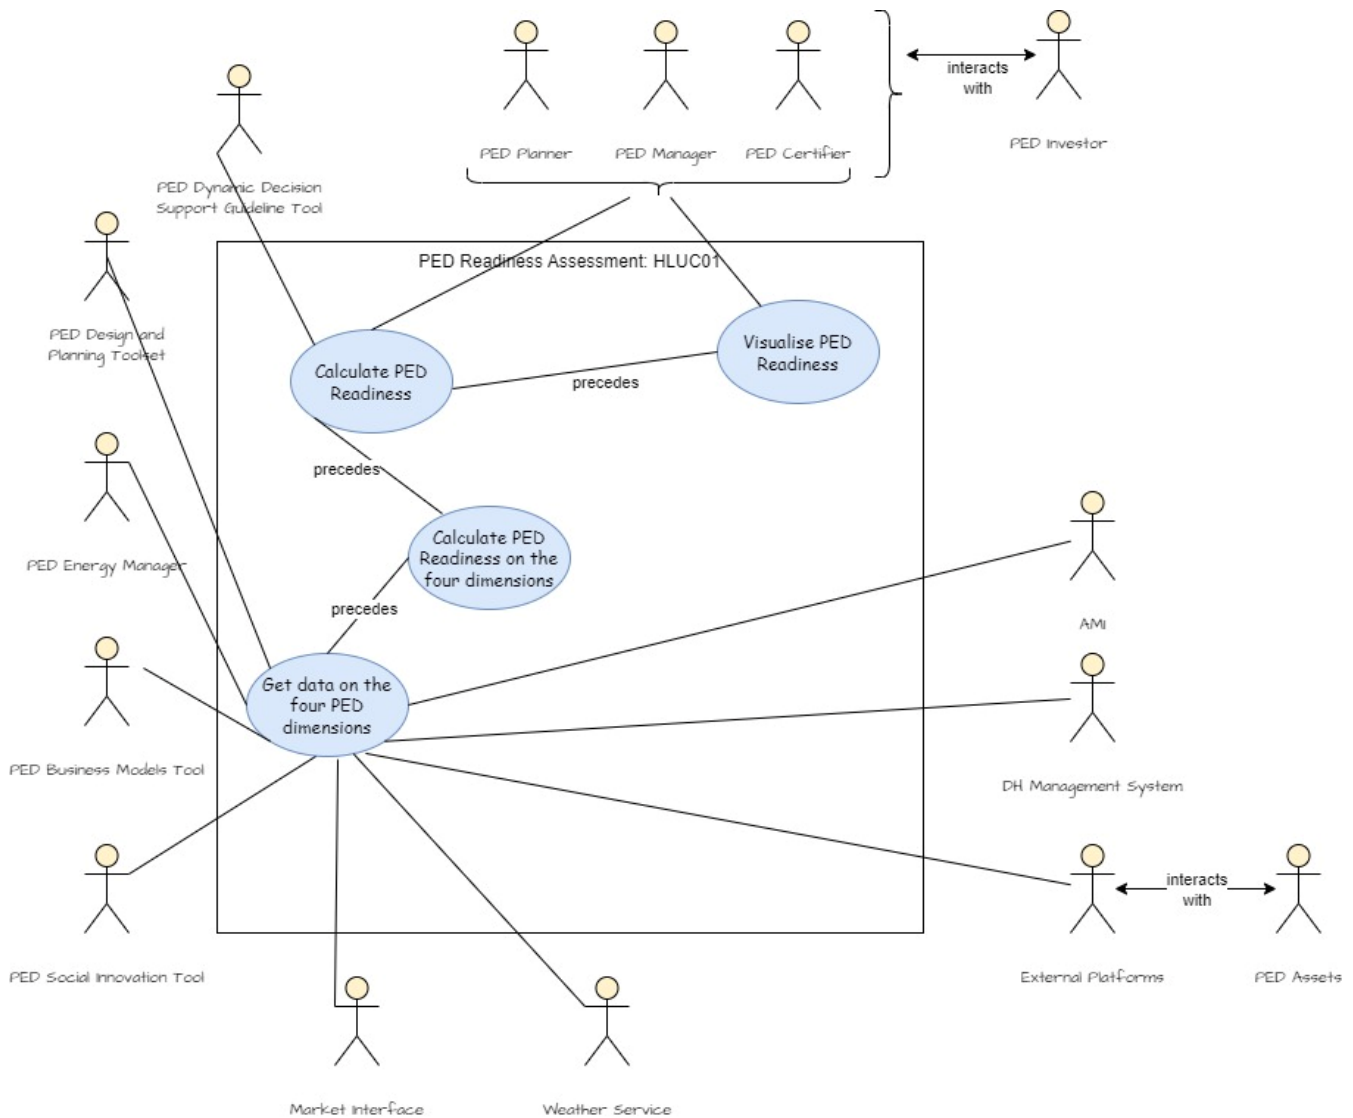 interacts
with
PED Planner
PED Manager
PED Certifier
PED Investor
PED Dynamic Decision
Support Guideline Tool
PED Readiness Assessment: HLUC01
PED Design and
Planning Toolset
Visualise PED
Readiness
Calculate PED
Readiness
precedes
precedes
Calculate PED
Readiness on the
four dimensions
PED Energy Manager
precedes
AMI
Get data on the
four PED
dimensions
PED Business Models Tool
DH Management System
interacts
with
PED Social Innovation Tool
External Platforms
PED Assets
Market Interface
Weather Service